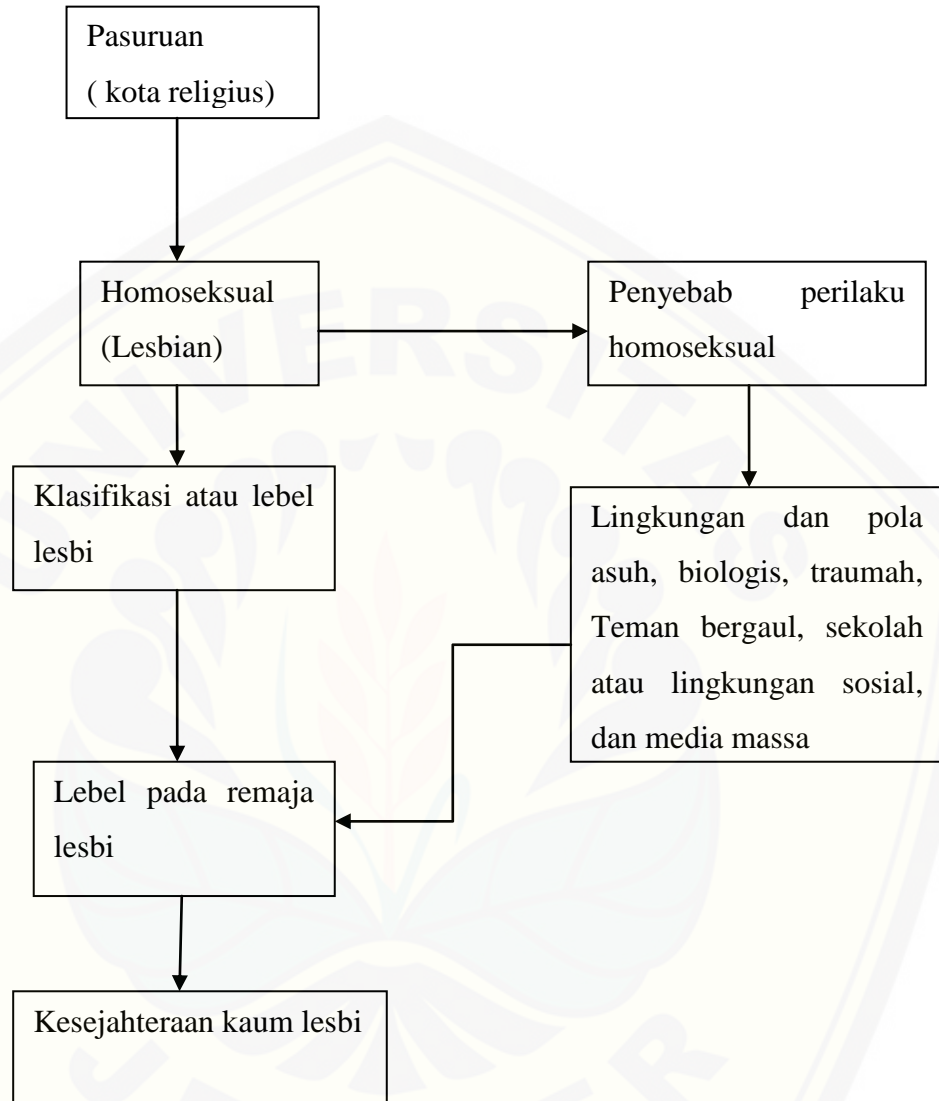 Pasuruan
( kota religius)
Homoseksual
(Lesbian)
Penyebab perilaku
homoseksual
Klasifikasi atau lebel
lesbi
Lingkungan dan pola
asuh, biologis, traumah,
Teman bergaul, sekolah
atau lingkungan sosial,
dan media massa
Lebel pada remaja
lesbi
Kesejahteraan kaum lesbi
UNIVERSITAS